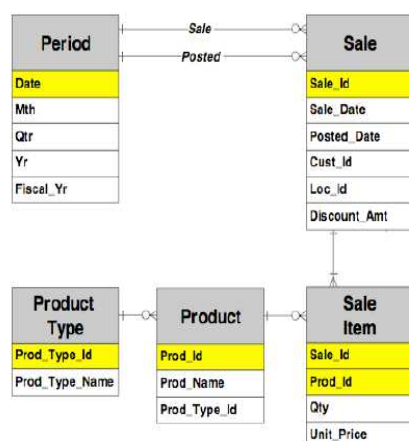 Period
Date
Mth
Qtr
Yr
Fiscal_Yr
Sale
Posted
Sale
Sale_Id
Sale_Date
Posted_Date
Cust_Id
Loc_Id
Discount_Amt
Product
Type
Prod_Type_Id
Prod_Type_Name
Product
Prod_Id
Prod_Name
Prod_Type_Id
Sale
Item
Sale_Id
Prod_Id
Qty
Unit_Price